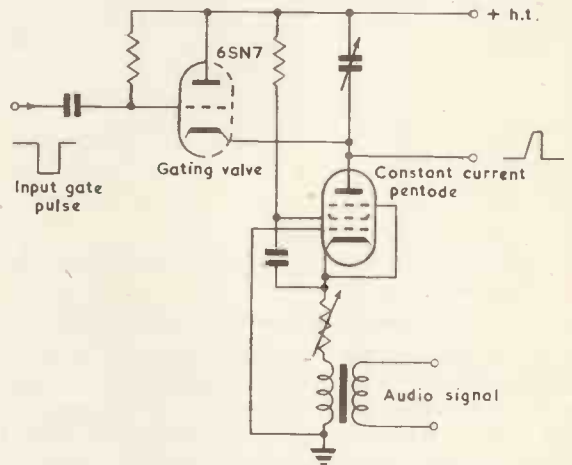 + h.t.
6SN7
Input gate
pulse
Gating valve
Constant current
pentode
Audio signal